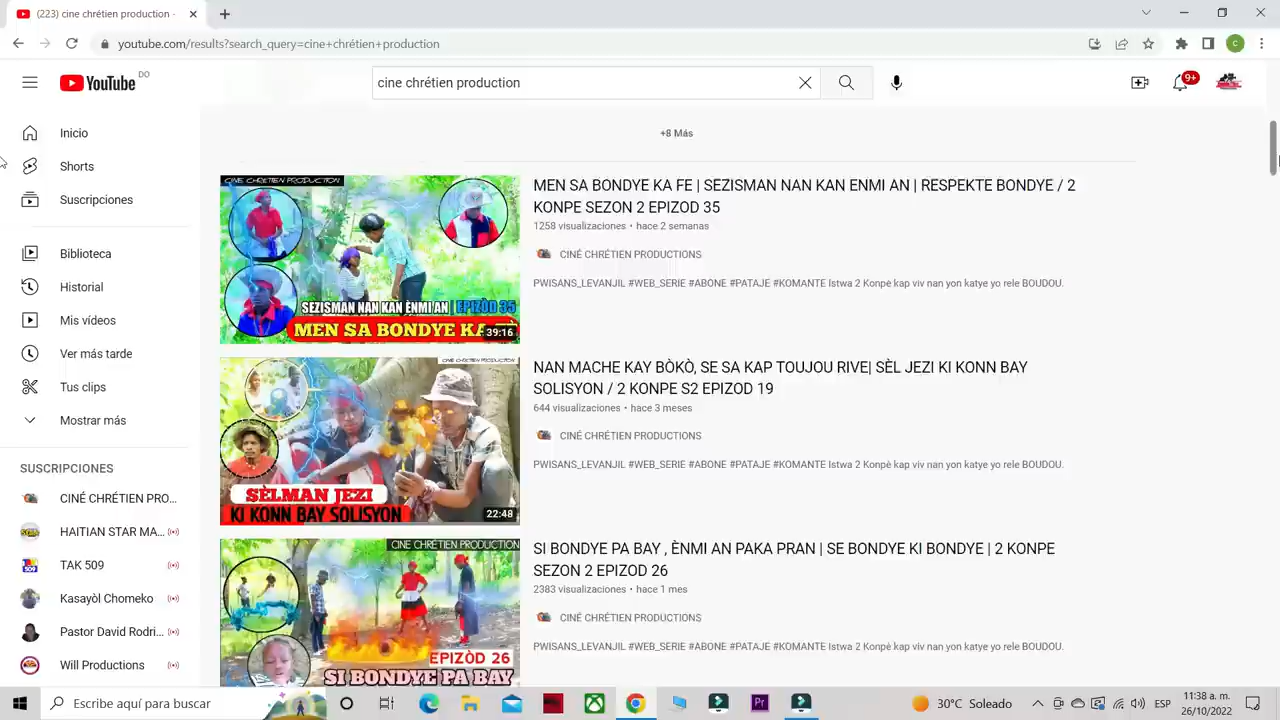 (223) cine chrétien production -
youtube.com/results?search_query=cine+chrétien+production
YouTube DO
cine chrétien production
9+
C
Inicio
Shorts
Suscripciones
Biblioteca
Historial
Mis vídeos
Ver más tarde
Tus clips
Mostrar más
SUSCRIPCIONES
CINÉ CHRÉTIEN PRO...
HAITIAN STAR MA...
TAK 509
Kasayòl Chomeko
Pastor David Rodri...
Will Productions
+8 Más
CINE CHRETIEN PRODUCTION
SEZISMAN NAN KAN ÈNMI AN EPIZÒD 35
MEN SA BONDYE KA FÈ
39:16
MEN SA BONDYE KA FE | SEZISMAN NAN KAN ENMI AN | RESPEKTE BONDYE / 2
KONPE SEZON 2 EPIZOD 35
1258 visualizaciones • hace 2 semanas
CINÉ CHRÉTIEN PRODUCTIONS
PWISANS_LEVANJIL #WEB_SERIE #ABONE #PATAJE #KOMANTE Istwa 2 Konpè kap viv nan yon katye yo rele BOUDOU.
CINE CHRETIEN PRODUCTION
SÈLMAN JEZI
KI KONN BAY SOLISYON
22:48
NAN MACHE KAY BÒKÒ, SE SA KAP TOUJOU RIVE| SÈL JEZI KI KONN BAY
SOLISYON / 2 KONPE S2 EPIZOD 19
644 visualizaciones • hace 3 meses
CINÉ CHRÉTIEN PRODUCTIONS
PWISANS_LEVANJIL #WEB_SERIE #ABONE #PATAJE #KOMANTE Istwa 2 Konpè kap viv nan yon katye yo rele BOUDOU.
CINE CHRÉTIEN PRODUCTION
EPIZÒD 26
SI BONDYE PA BAY
SI BONDYE PA BAY , ÈNMI AN PAKA PRAN | SE BONDYE KI BONDYE | 2 KONPE
SEZON 2 EPIZOD 26
2383 visualizaciones • hace 1 mes
CINÉ CHRÉTIEN PRODUCTIONS
PWISANS_LEVANJIL #WEB_SERIE #ABONE #PATAJE #KOMANTE Istwa 2 Konpè kap viv nan yon katye yo rele BOUDOU.
Escribe aquí para buscar
Pr
30°C Soleado
ESP
11:38 a. m.
26/10/2022